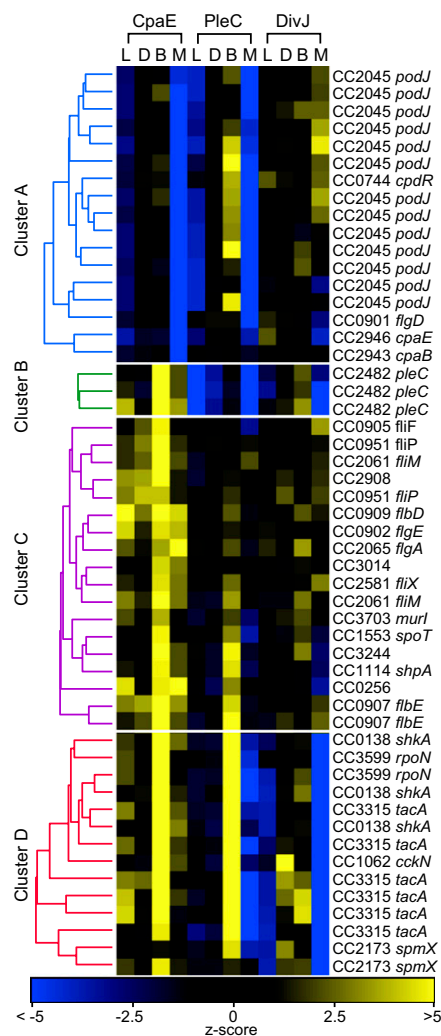 CpaE PleC DivJ
L D B M L D B M L D B M
Cluster A
CC2045 podJ
CC2045 podJ
CC2045 podJ
CC2045 podJ
CC2045 podJ
CC2045 podJ
CC0744 cpdR
CC2045 podJ
CC2045 podJ
CC2045 podJ
CC2045 podJ
CC2045 podJ
CC2045 podJ
CC2045 podJ
CC0901 flgD
CC2946 cpaE
CC2943 cpaB
Cluster B
CC2482 pleC
CC2482 pleC
CC2482 pleC
Cluster C
CC0905 fliF
CC0951 fliP
CC2061 fliM
CC2908
CC0951 fliP
CC0909 flbD
CC0902 flgE
CC2065 flgA
CC3014
CC2581 fliX
CC2061 fliM
CC3703 murI
CC1553 spoT
CC3244
CC1114 shpA
CC0256
CC0907 flbE
CC0907 flbE
Cluster D
CC0138 shkA
CC3599 rpoN
CC3599 rpoN
CC0138 shkA
CC3315 tacA
CC0138 shkA
CC3315 tacA
CC1062 cckN
CC3315 tacA
CC3315 tacA
CC3315 tacA
CC3315 tacA
CC2173 spmX
CC2173 spmX
< -5 -2.5 0 2.5 >5
z-score